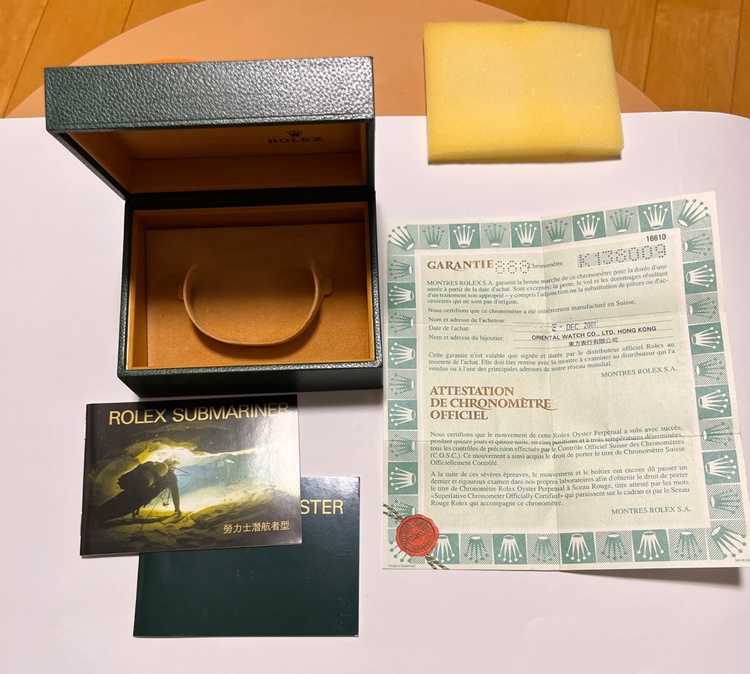 ROLEX
ROLEX SUBMARINER
勞力士潛航者型
STER
16610
K138009
GARANTIE
Chronomètre
MONTRES ROLEX S.A. garantit la bonne marche de ce chronomètre pour la durée d'une
année à partir de la date d'achat. Sont exceptés: la perte, le vol et les dommages résultant
d'un traitement non approprié – y compris l'adjonction ou la substitution de pièces ou d'ac-
cessoires qui ne sont pas d'origine.
Nous certifions que ce chronomètre a été entièrement manufacturé en Suisse.
Nom et adresse de l'acheteur:
Date de l'achat: - DEC 2001
Nom et adresse du bijoutier: ORIENTAL WATCH CO., LTD. HONG KONG
東方表行有限公司
Cette garantie n'est valable que signée et datée par le distributeur officiel Rolex au
moment de l'achat. Elle doit être remise avec la montre à examiner au distributeur qui l'a
vendue ou à l'une des principales adresses de notre réseau mondial.
MONTRES ROLEX S.A.
ATTESTATION
DE CHRONOMÈTRE
OFFICIEL
Nous certifions que le mouvement de cette Rolex Oyster Perpetual a subi avec succès,
pendant quinze jours et quinze nuits, en cinq positions et à trois températures déterminées,
tous les contrôles de précision effectués par le Contrôle Officiel Suisse des Chronomètres
(C.O.S.C.). Ce mouvement a ainsi acquis le droit de porter le titre de Chronomètre Suisse
Officiellement Contrôlé.
A la suite de ces sévères épreuves, le mouvement et le boîtier ont encore dû passer un
dernier et rigoureux examen dans nos propres laboratoires afin d'obtenir le droit de porter
le titre de Chronomètre Rolex Oyster Perpetual à Sceau Rouge, titre attesté par les mots
«Superlative Chronometer Officially Certified» qui paraissent sur le cadran et par le Sceau
Rouge Rolex qui accompagne ce chronomètre.
MONTRES ROLEX S.A.